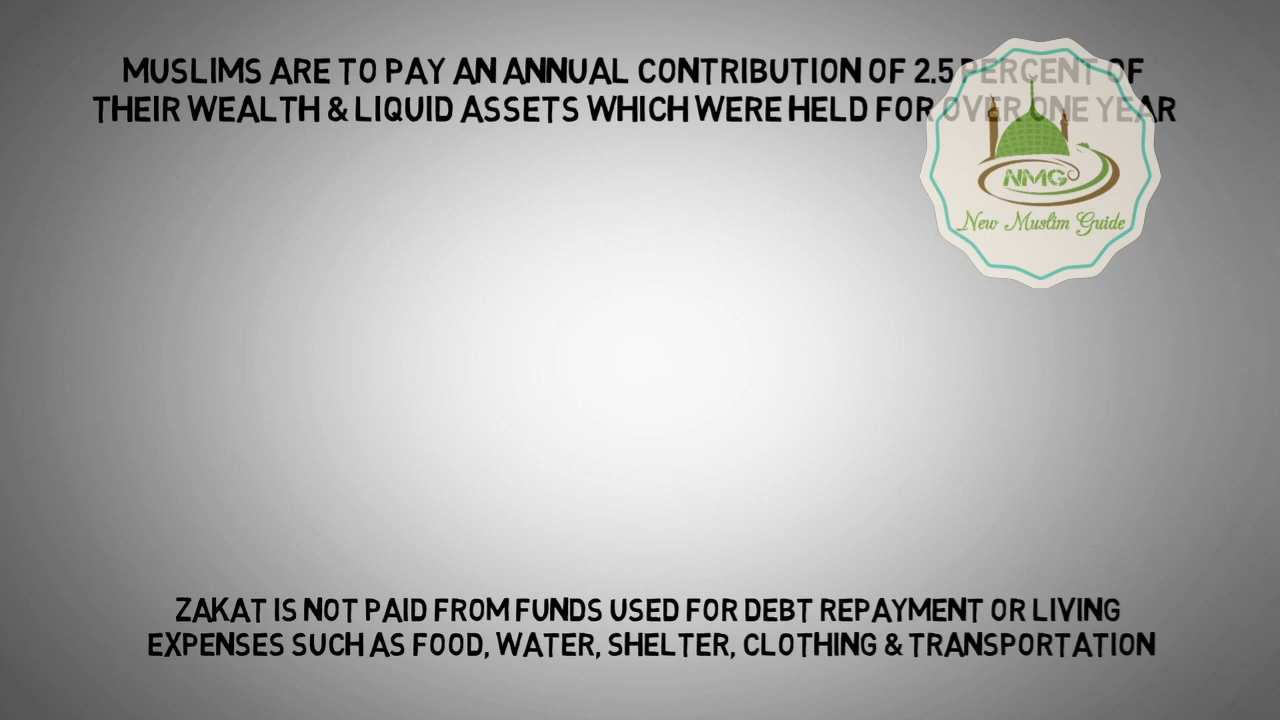 MUSLIMS ARE TO PAY AN ANNUAL CONTRIBUTION OF 2.5 PERCENT OF
THEIR WEALTH & LIQUID ASSETS WHICH WERE HELD FOR OVER ONE YEAR
NMG
New Muslim Guide
ZAKAT IS NOT PAID FROM FUNDS USED FOR DEBT REPAYMENT OR LIVING
EXPENSES SUCH AS FOOD, WATER, SHELTER, CLOTHING & TRANSPORTATION